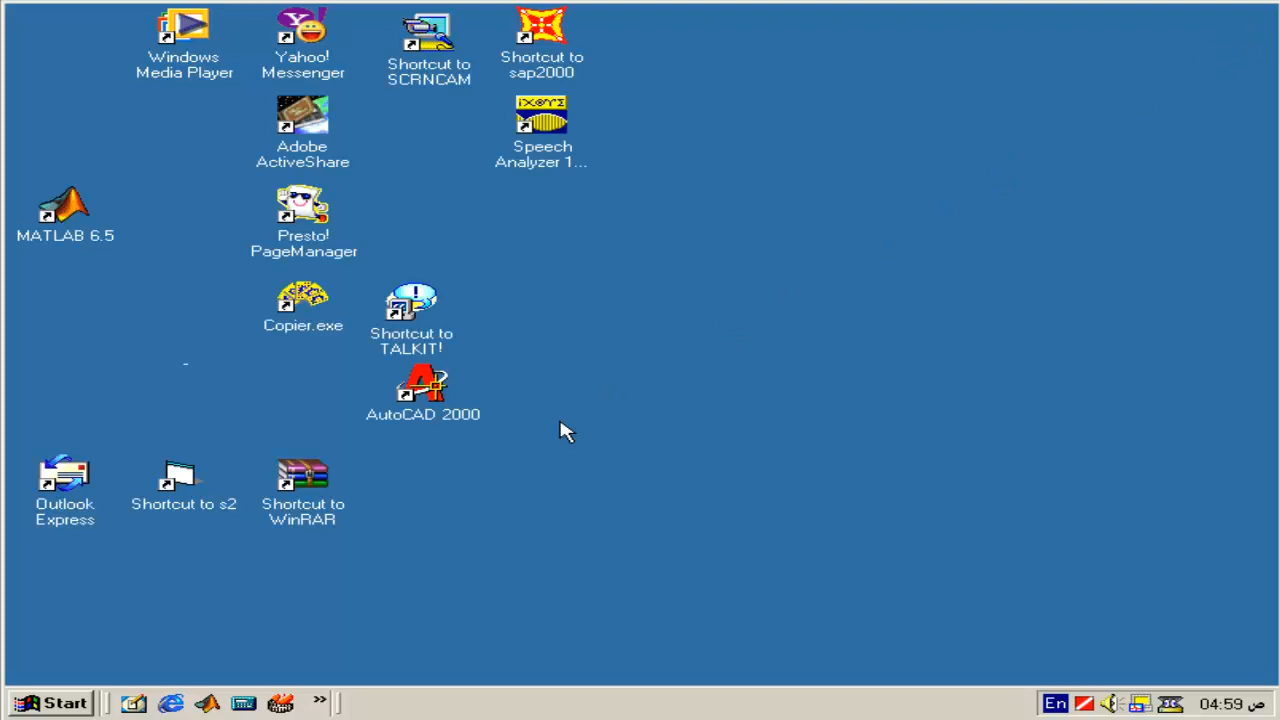 Windows
Media Player
Yahoo!
Messenger
Shortcut to
SCRNCAM
Shortcut to
sap2000
Adobe
ActiveShare
Speech
Analyzer 1...
MATLAB 6.5
Presto!
PageManager
Copier.exe
Shortcut to
TALKIT!
AutoCAD 2000
Outlook
Express
Shortcut to s2
Shortcut to
WinRAR
Start
»
En
04:59 ص